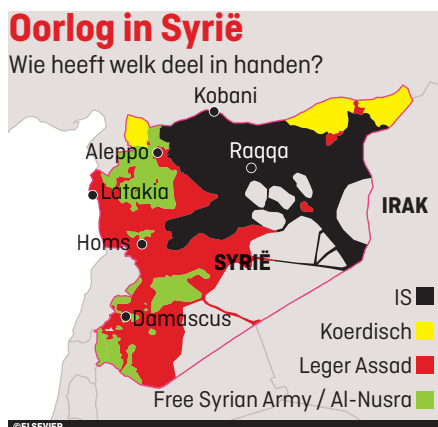 Oorlog in Syrië
Wie heeft welk deel in handen?
Kobani
Aleppo
Raqqa
Latakia
IRAK
Homs
SYRIË
IS
Koerdisch
Damascus
Leger Assad
Free Syrian Army / Al-Nusra
©ELSEVIER